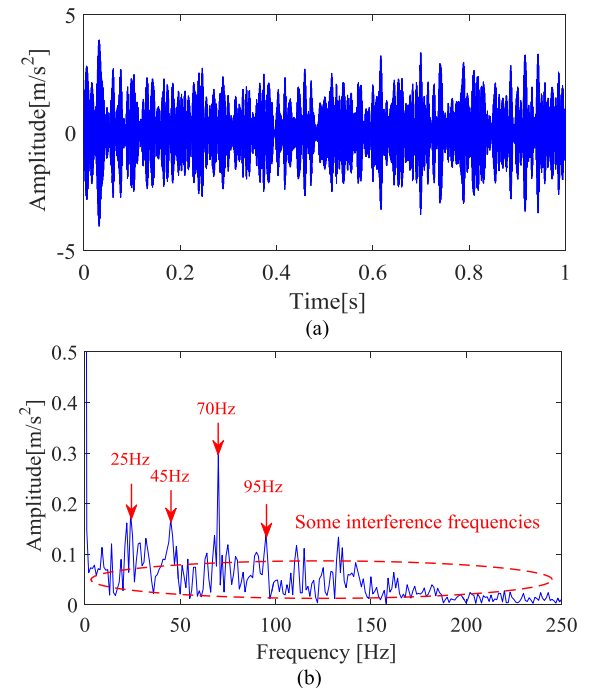 Amplitude[m/s²]
5
0
-5
0 0.2 0.4 0.6 0.8 1
Time[s]
(a)
Amplitude[m/s²]
0.5
0.4
0.3
0.2
0.1
0
70Hz
25Hz
45Hz
95Hz
Some interference frequencies
0 50 100 150 200 250
Frequency [Hz]
(b)